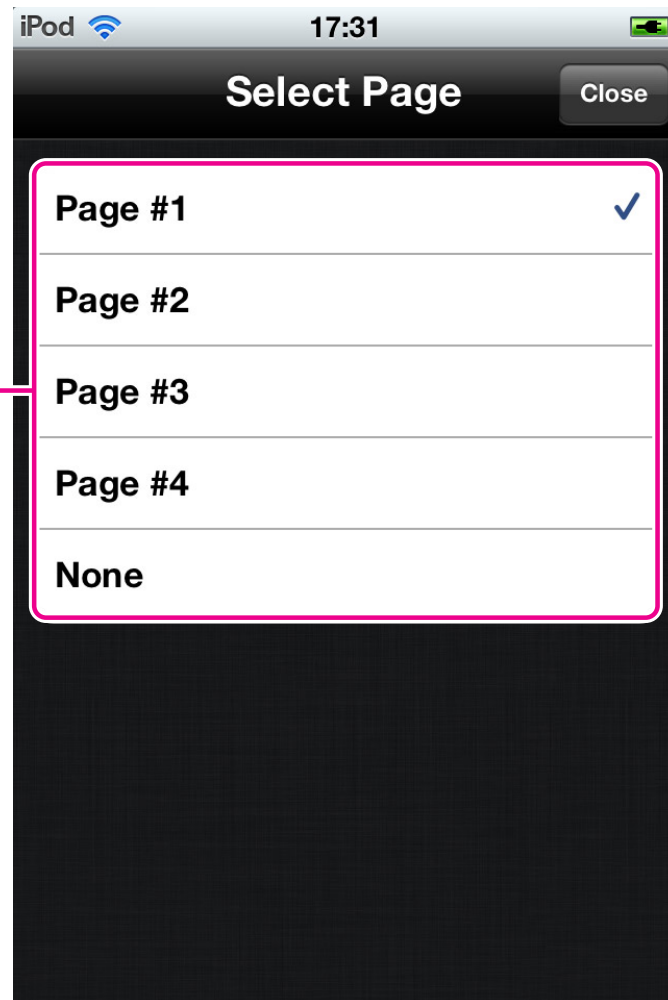 iPod 17:31
Select Page Close
Page #1
Page #2
Page #3
Page #4
None